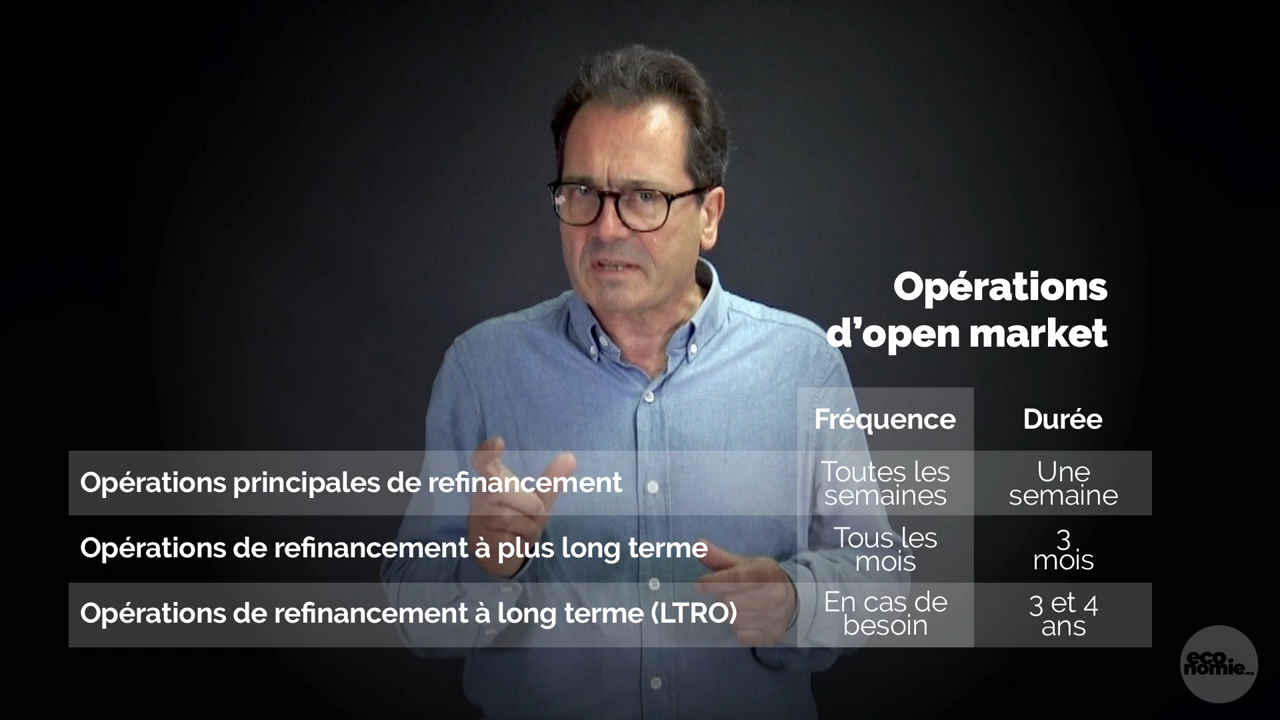 Opérations
d’open market
Fréquence
Durée
Opérations principales de refinancement
Toutes les
semaines
Une
semaine
Opérations de refinancement à plus long terme
Tous les
mois
3
mois
Opérations de refinancement à long terme (LTRO)
En cas de
besoin
3 et 4
ans
eco
nomie